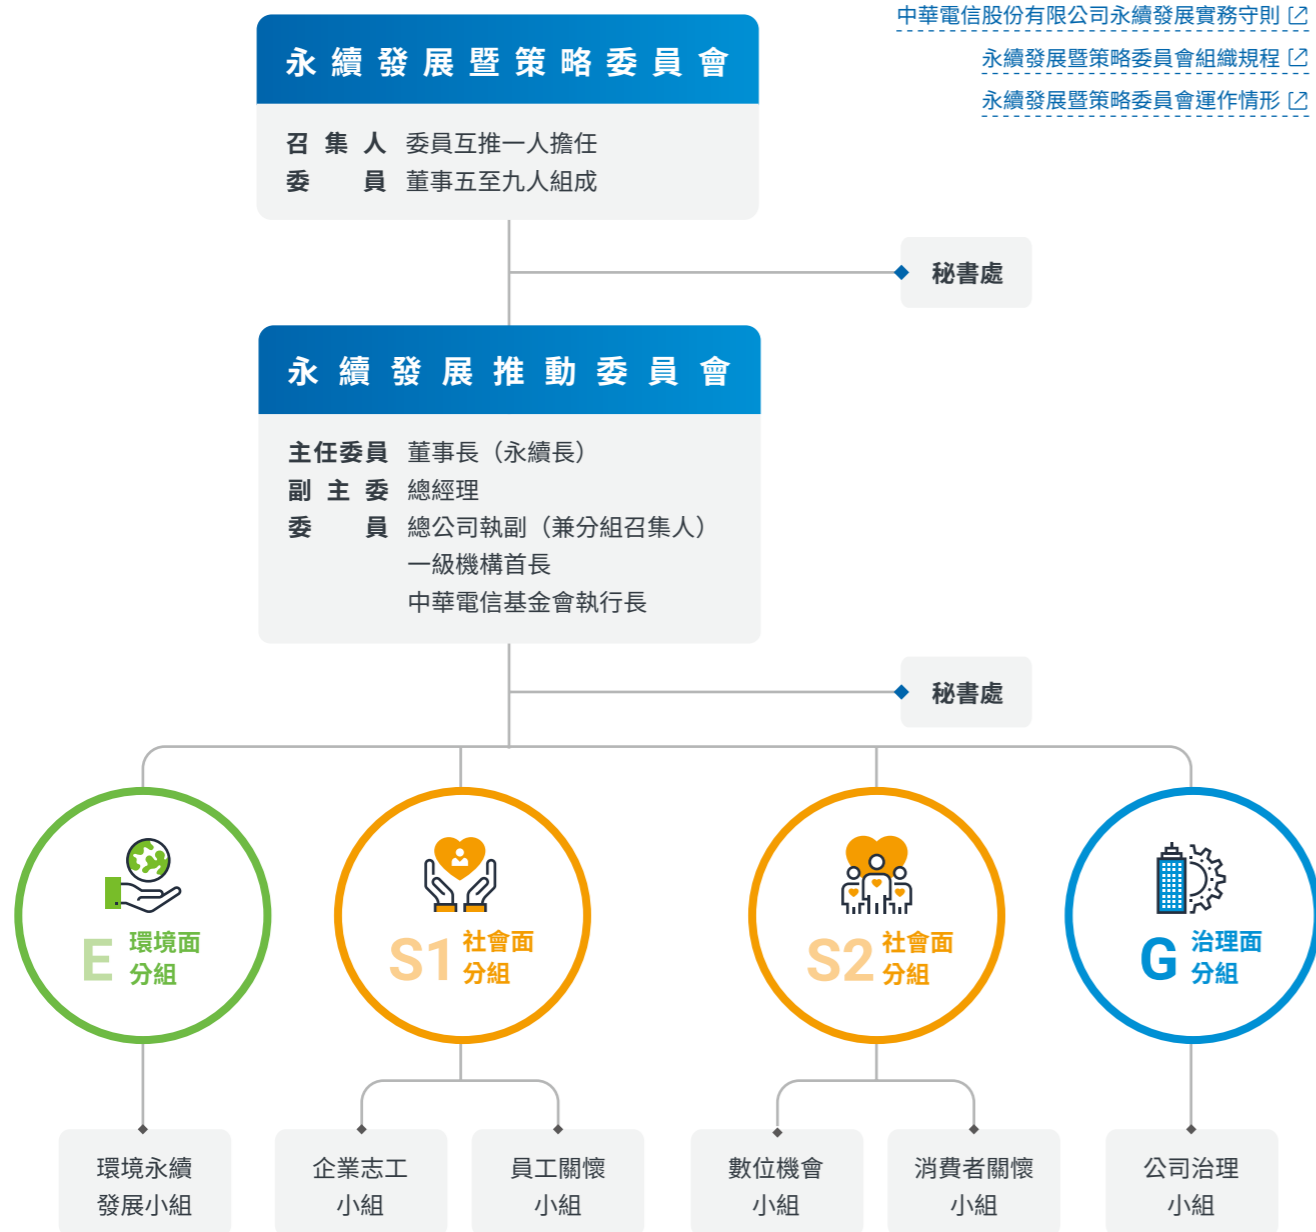 中華電信股份有限公司永續發展實務守則
永續發展暨策略委員會組織規程
永續發展暨策略委員會運作情形
永續發展暨策略委員會
召集人 委員互推一人擔任
委員 董事五至九人組成
秘書處
永續發展推動委員會
主任委員 董事長（永續長）
副主委 總經理
委員 總公司執副（兼分組召集人）
一級機構首長
中華電信基金會執行長
秘書處
E 環境面
分組
S1 社會面
分組
S2 社會面
分組
G 治理面
分組
環境永續
發展小組
企業志工
小組
員工關懷
小組
數位機會
小組
消費者關懷
小組
公司治理
小組